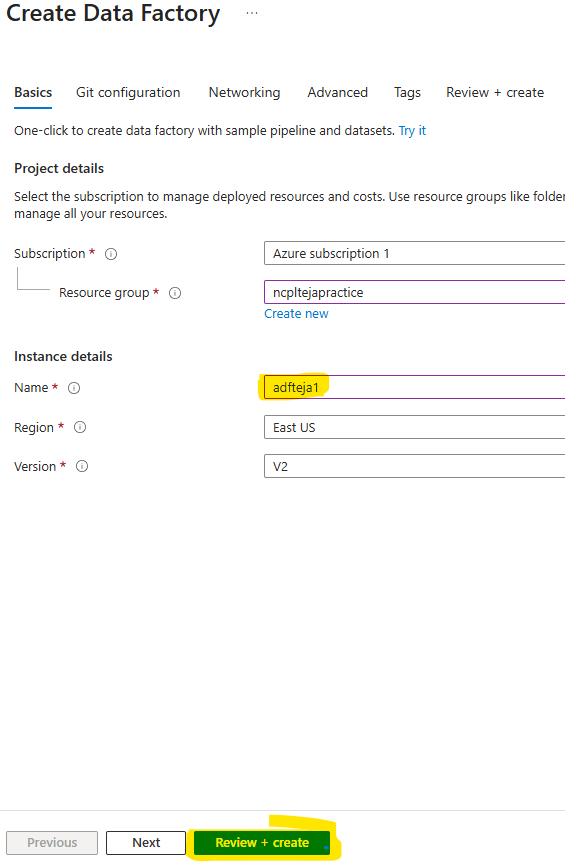 Create Data Factory ...
Basics Git configuration Networking Advanced Tags Review + create
One-click to create data factory with sample pipeline and datasets. Try it
Project details
Select the subscription to manage deployed resources and costs. Use resource groups like folder
manage all your resources.
Subscription * Azure subscription 1
Resource group * ncpltejapractice
Create new
Instance details
Name * adfteja1
Region * East US
Version * V2
Previous Next Review + create